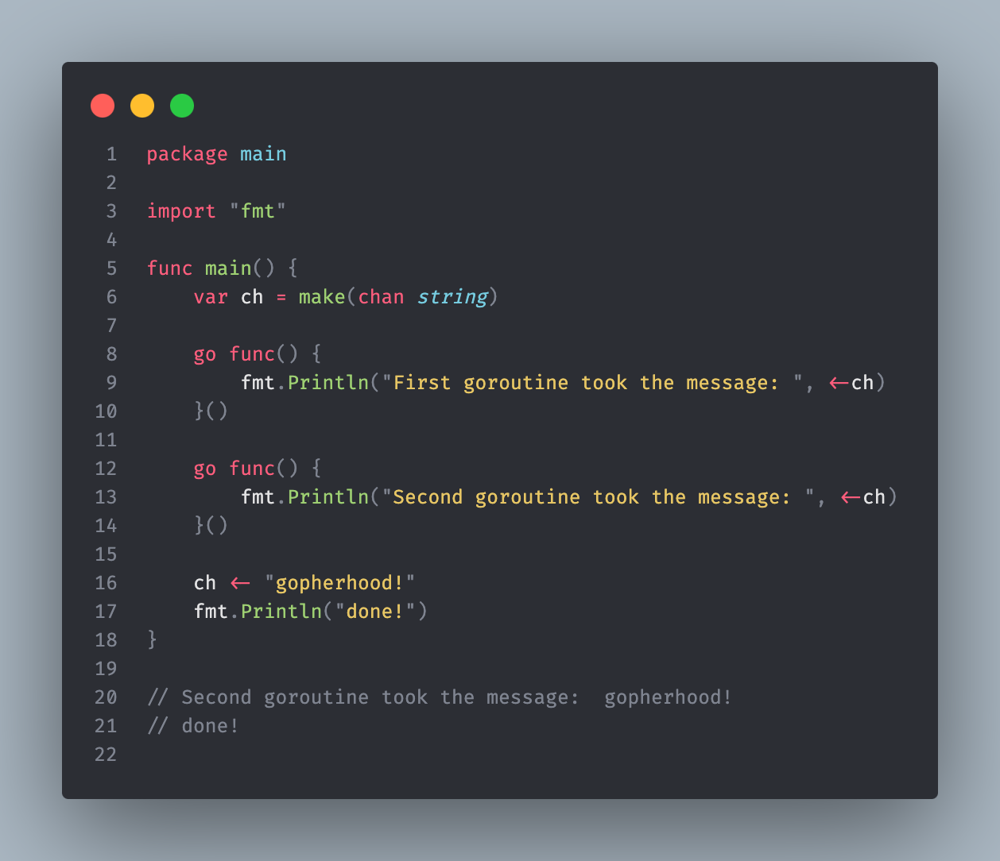 1 package main
2
3 import "fmt"
4
5 func main() {
6     var ch = make(chan string)
7
8     go func() {
9         fmt.Println("First goroutine took the message: ", <-ch)
10     }()
11
12     go func() {
13         fmt.Println("Second goroutine took the message: ", <-ch)
14     }()
15
16     ch <- "gopherhood!"
17     fmt.Println("done!")
18 }
19
20 // Second goroutine took the message:  gopherhood!
21 // done!
22